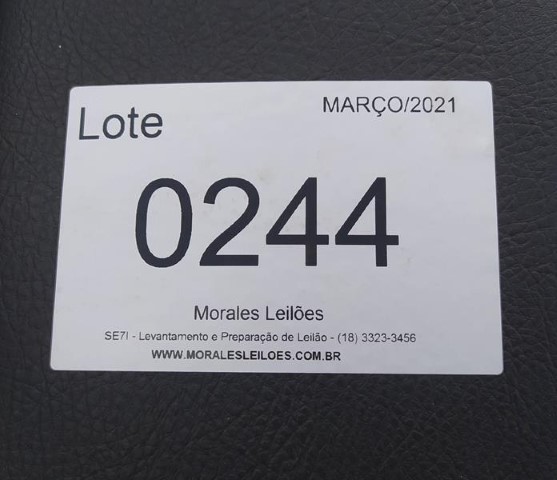 MARÇO/2021
Lote
0244
Morales Leilões
SE7I - Levantamento e Preparação de Leilão - (18) 3323-3456
WWW.MORALESLEILOES.COM.BR